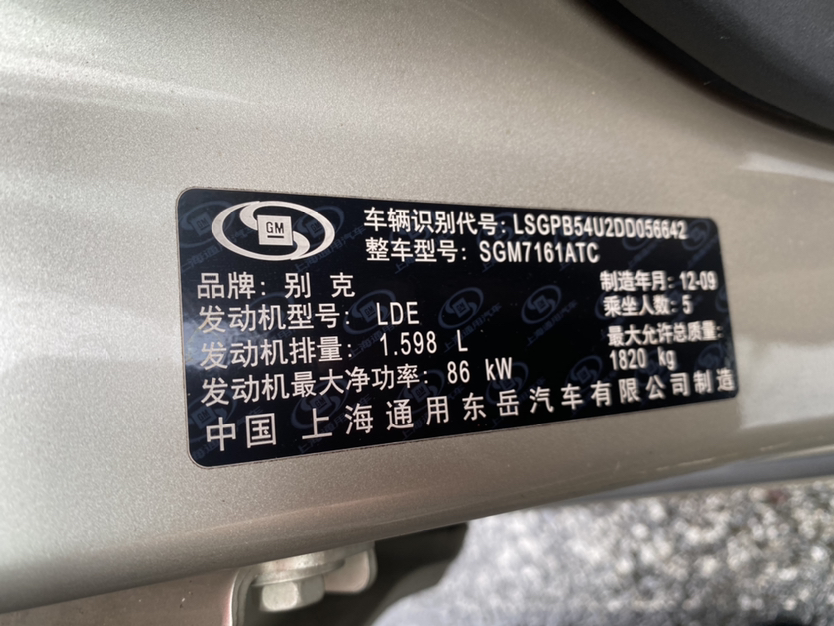 GM
车辆识别代号: LSGPB54U2DD056642
整车型号: SGM7161ATC
品牌: 别 克
制造年月: 12-09
发动机型号: LDE
乘坐人数: 5
发动机排量: 1.598 L
最大允许总质量:
1820 kg
发动机最大净功率: 86 kW
中国 上海通用东岳汽车有限公司制造